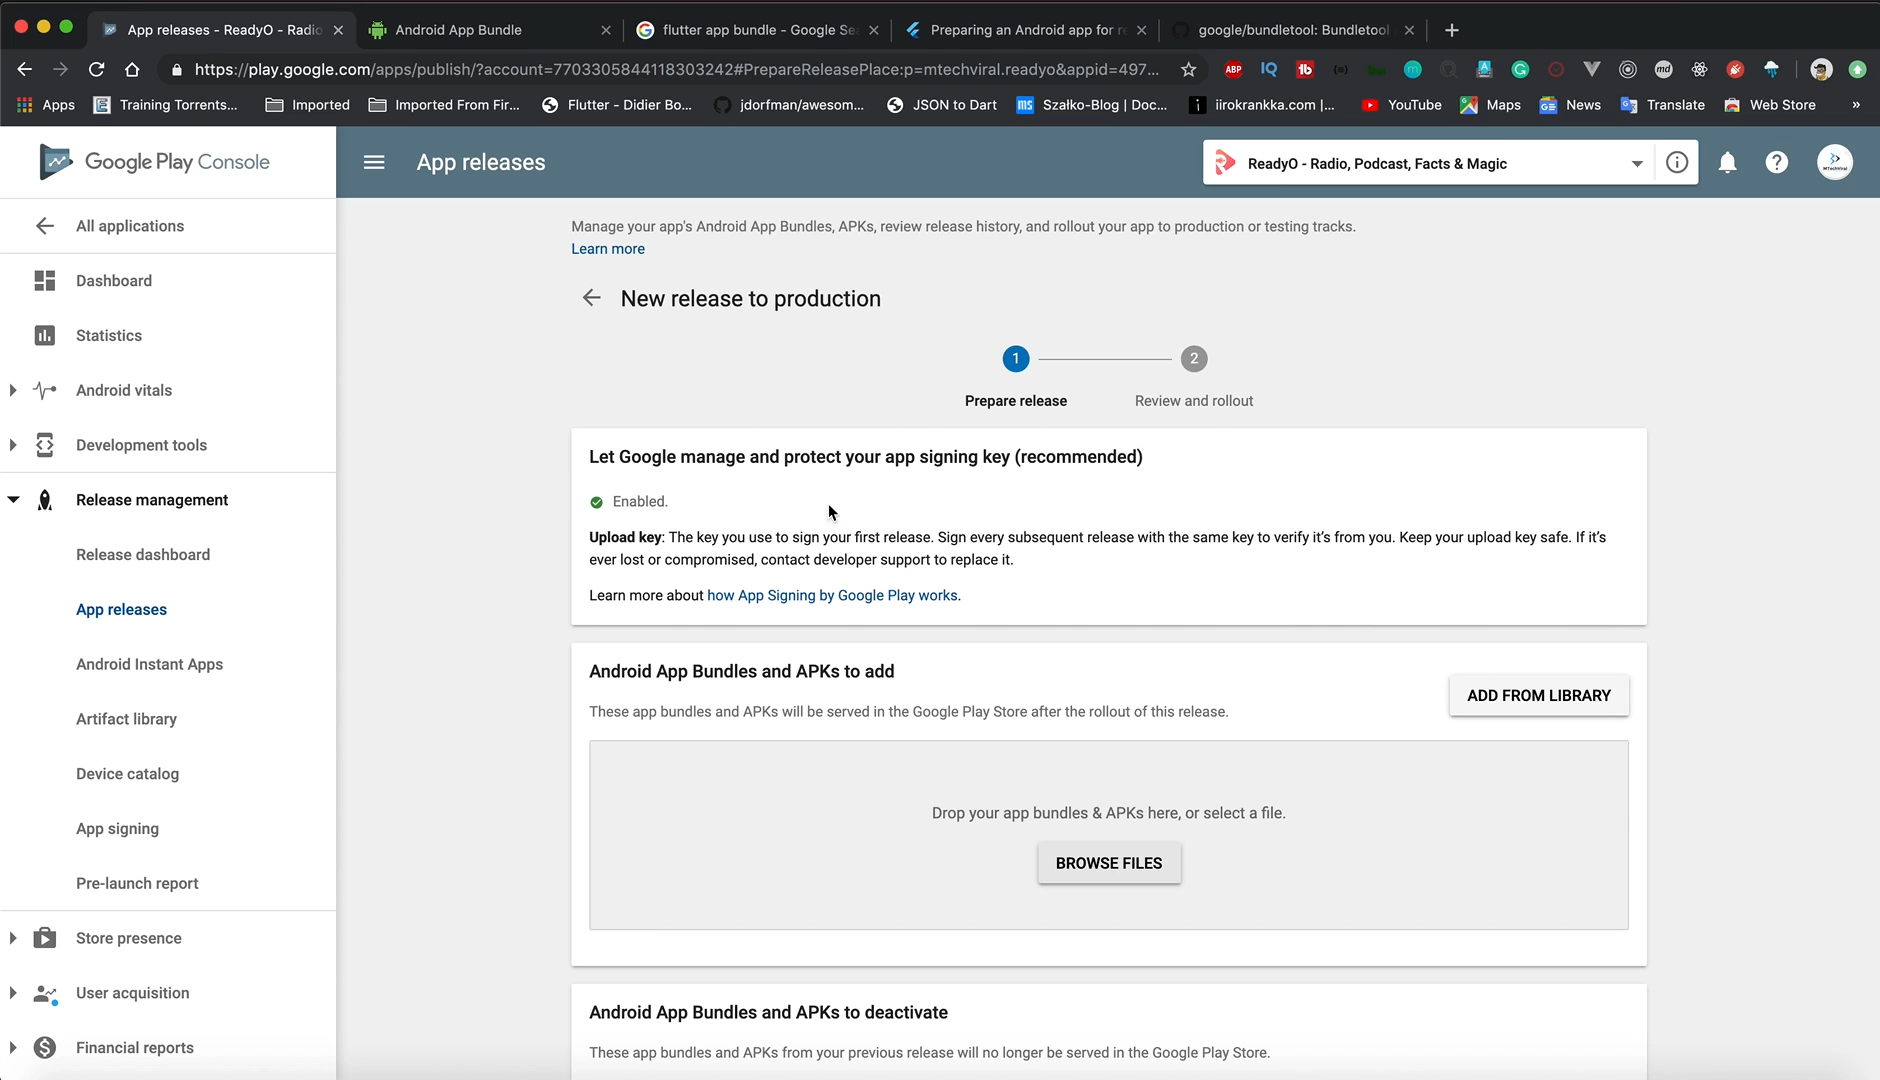 App releases - ReadyO - Radio
Android App Bundle
flutter app bundle - Google Se
Preparing an Android app for re
google/bundletool: Bundletool
https://play.google.com/apps/publish/?account=7703305844118303242#PrepareReleasePlace:p=mtechviral.readyo&appid=497...
ABP
IQ
tb
md
Apps
Training Torrents...
Imported
Imported From Fir...
Flutter - Didier Bo...
jdorfman/awesom...
JSON to Dart
ms
Szałko-Blog | Doc...
iirokrankka.com |...
YouTube
Maps
News
Translate
Web Store
»
Google Play Console
App releases
ReadyO - Radio, Podcast, Facts & Magic
All applications
Dashboard
Statistics
Android vitals
Development tools
Release management
Release dashboard
App releases
Android Instant Apps
Artifact library
Device catalog
App signing
Pre-launch report
Store presence
User acquisition
Financial reports
Manage your app's Android App Bundles, APKs, review release history, and rollout your app to production or testing tracks.
Learn more
New release to production
1
2
Prepare release
Review and rollout
Let Google manage and protect your app signing key (recommended)
Enabled.
Upload key: The key you use to sign your first release. Sign every subsequent release with the same key to verify it's from you. Keep your upload key safe. If it's
ever lost or compromised, contact developer support to replace it.
Learn more about how App Signing by Google Play works.
Android App Bundles and APKs to add
ADD FROM LIBRARY
These app bundles and APKs will be served in the Google Play Store after the rollout of this release.
Drop your app bundles & APKs here, or select a file.
BROWSE FILES
Android App Bundles and APKs to deactivate
These app bundles and APKs from your previous release will no longer be served in the Google Play Store.